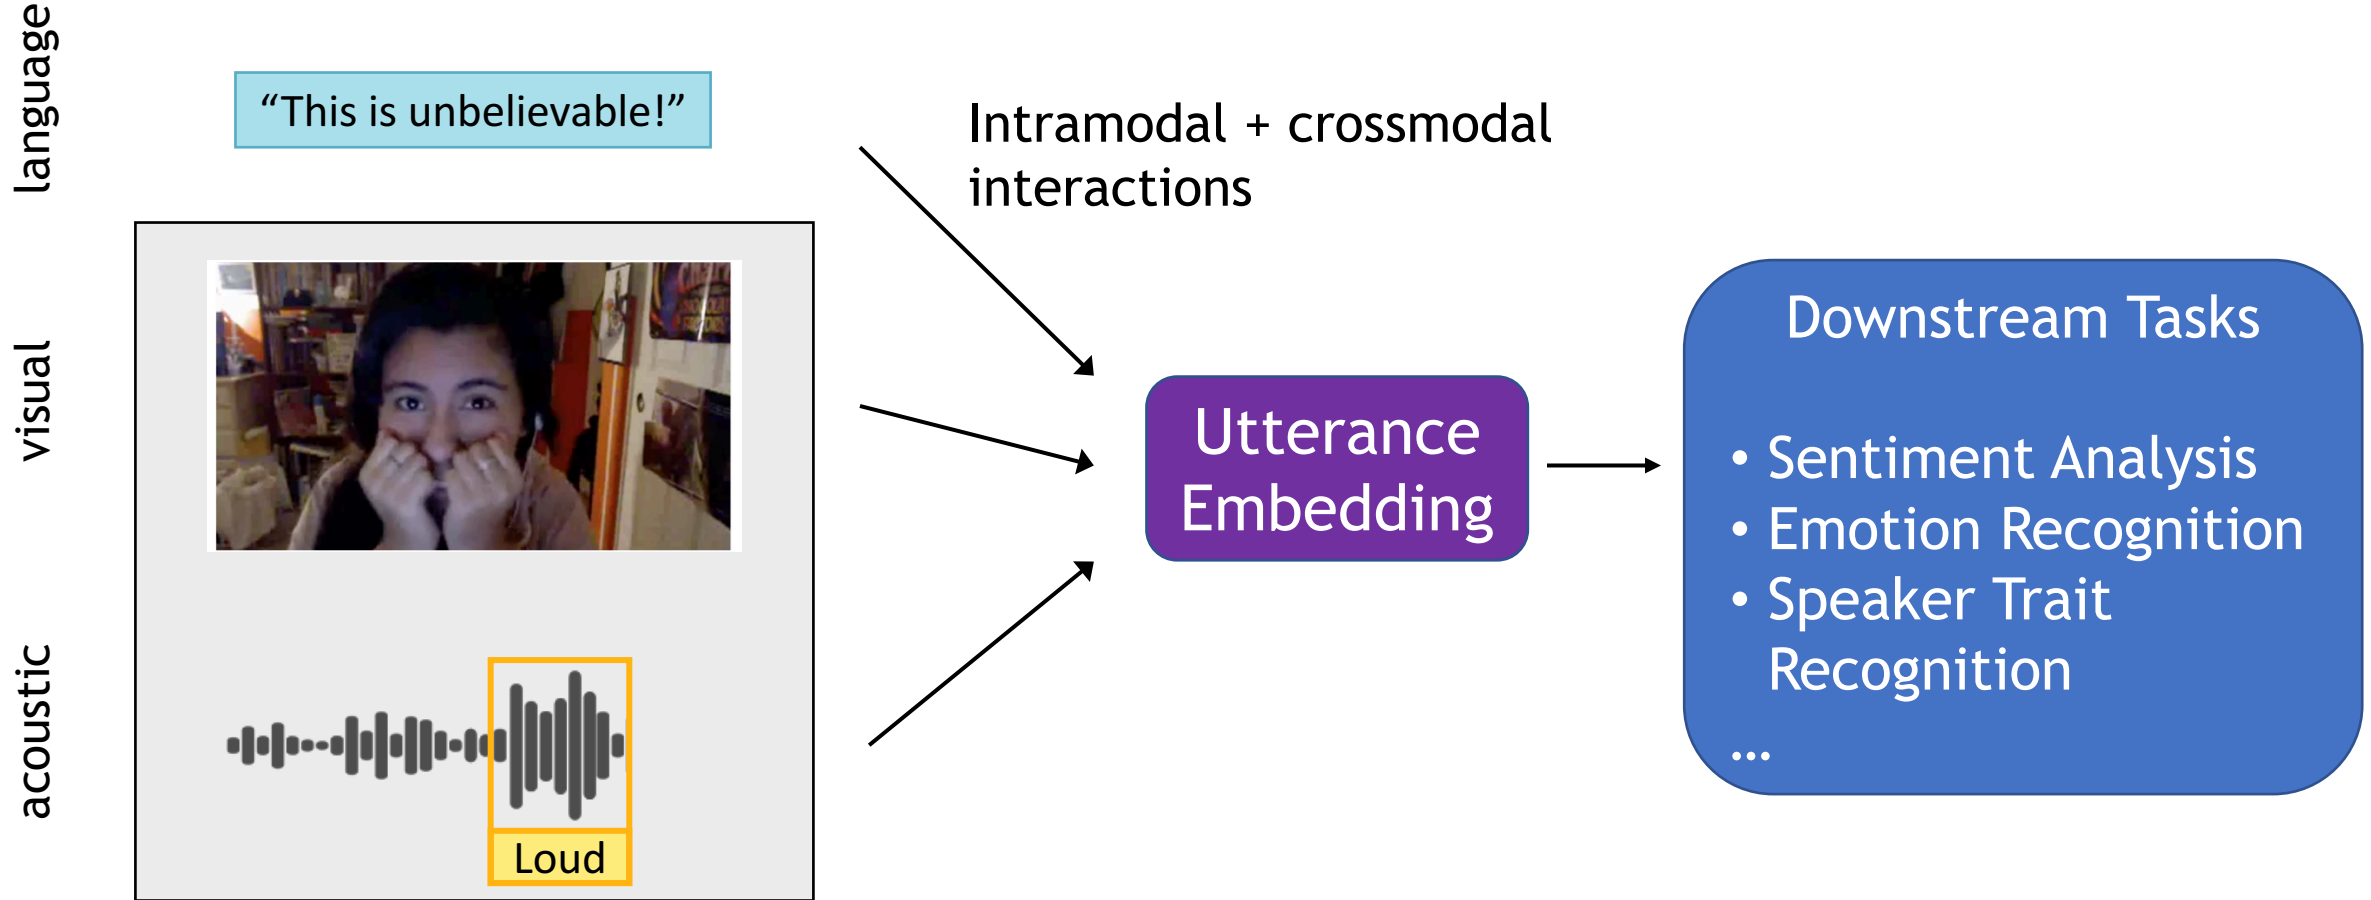 language
“This is unbelievable!”
Intramodal + crossmodal
interactions
visual
Utterance
Embedding
Downstream Tasks
• Sentiment Analysis
• Emotion Recognition
• Speaker Trait
Recognition
...
acoustic
Loud